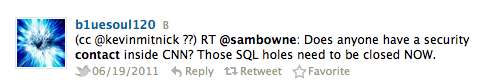 b1uesoul120 B
(cc @kevinmitnick ??) RT @sambowne: Does anyone have a security
contact inside CNN? Those SQL holes need to be closed NOW.
06/19/2011 Reply Retweet Favorite